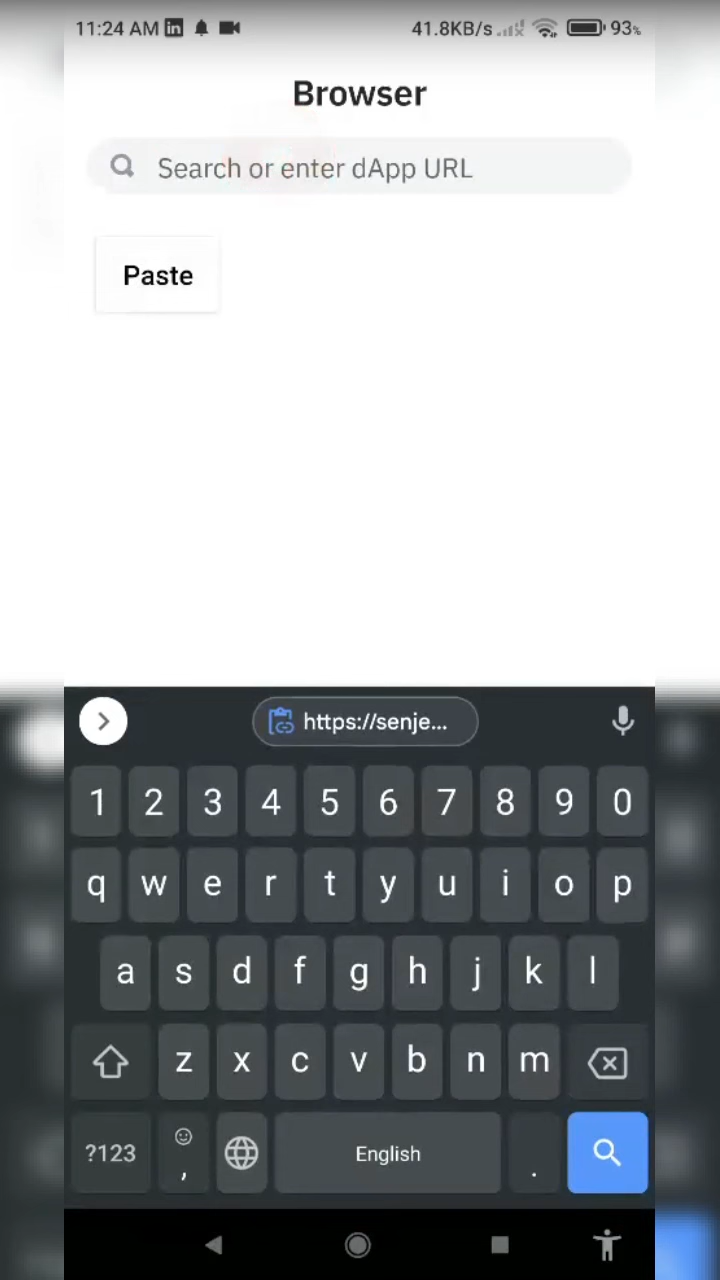 11:24 AM 41.8KB/s 93%
Browser
Search or enter dApp URL
Paste
https://senje...
1 2 3 4 5 6 7 8 9 0
q w e r t y u i o p
a s d f g h j k l
z x c v b n m
?123 , English .